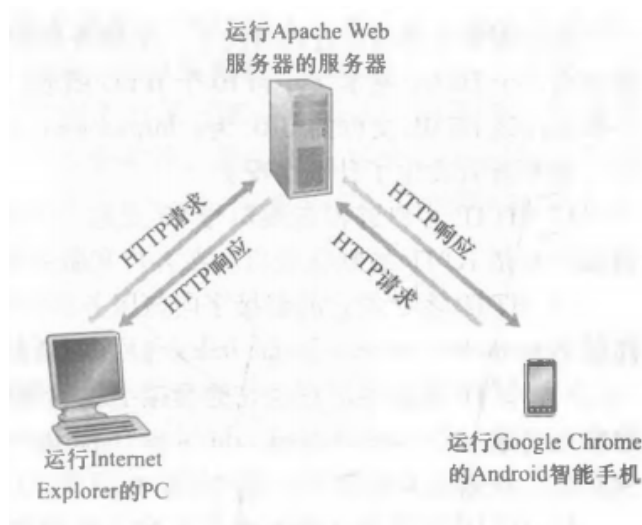 运行Apache Web
服务器的服务器
HTTP请求
HTTP响应
HTTP响应
HTTP请求
运行Internet
Explorer的PC
运行Google Chome
的Android智能手机